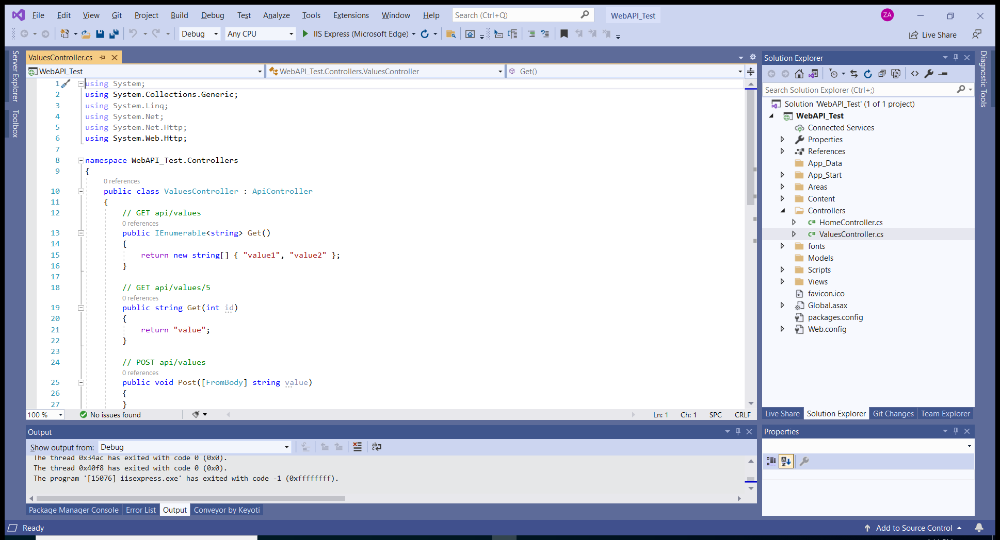 File Edit View Git Project Build Debug Test Analyze Tools Extensions Window Help Search (Ctrl+Q) WebAPI_Test ZA
Debug Any CPU IIS Express (Microsoft Edge) Live Share
Server Explorer
Toolbox
ValuesController.cs
WebAPI_Test WebAPI_Test.Controllers.ValuesController Get()
1 using System;
2 using System.Collections.Generic;
3 using System.Linq;
4 using System.Net;
5 using System.Net.Http;
6 using System.Web.Http;
7
8 namespace WebAPI_Test.Controllers
9 {
0 references
10 public class ValuesController : ApiController
11 {
12 // GET api/values
0 references
13 public IEnumerable<string> Get()
14 {
15 return new string[] { "value1", "value2" };
16 }
17
18 // GET api/values/5
0 references
19 public string Get(int id)
20 {
21 return "value";
22 }
23
24 // POST api/values
0 references
25 public void Post([FromBody] string value)
26 {
27 }
100 % No issues found Ln: 1 Ch: 1 SPC CRLF
Output
Show output from: Debug
The thread 0x34ac has exited with code 0 (0x0).
The thread 0x40f8 has exited with code 0 (0x0).
The program '[15076] iisexpress.exe' has exited with code -1 (0xffffffff).
Package Manager Console Error List Output Conveyor by Keyoti
Solution Explorer
Search Solution Explorer (Ctrl+;)
Solution 'WebAPI_Test' (1 of 1 project)
WebAPI_Test
Connected Services
Properties
References
App_Data
App_Start
Areas
Content
Controllers
C# HomeController.cs
C# ValuesController.cs
fonts
Models
Scripts
Views
favicon.ico
Global.asax
packages.config
Web.config
Live Share Solution Explorer Git Changes Team Explorer
Properties
Diagnostic Tools
Ready Add to Source Control